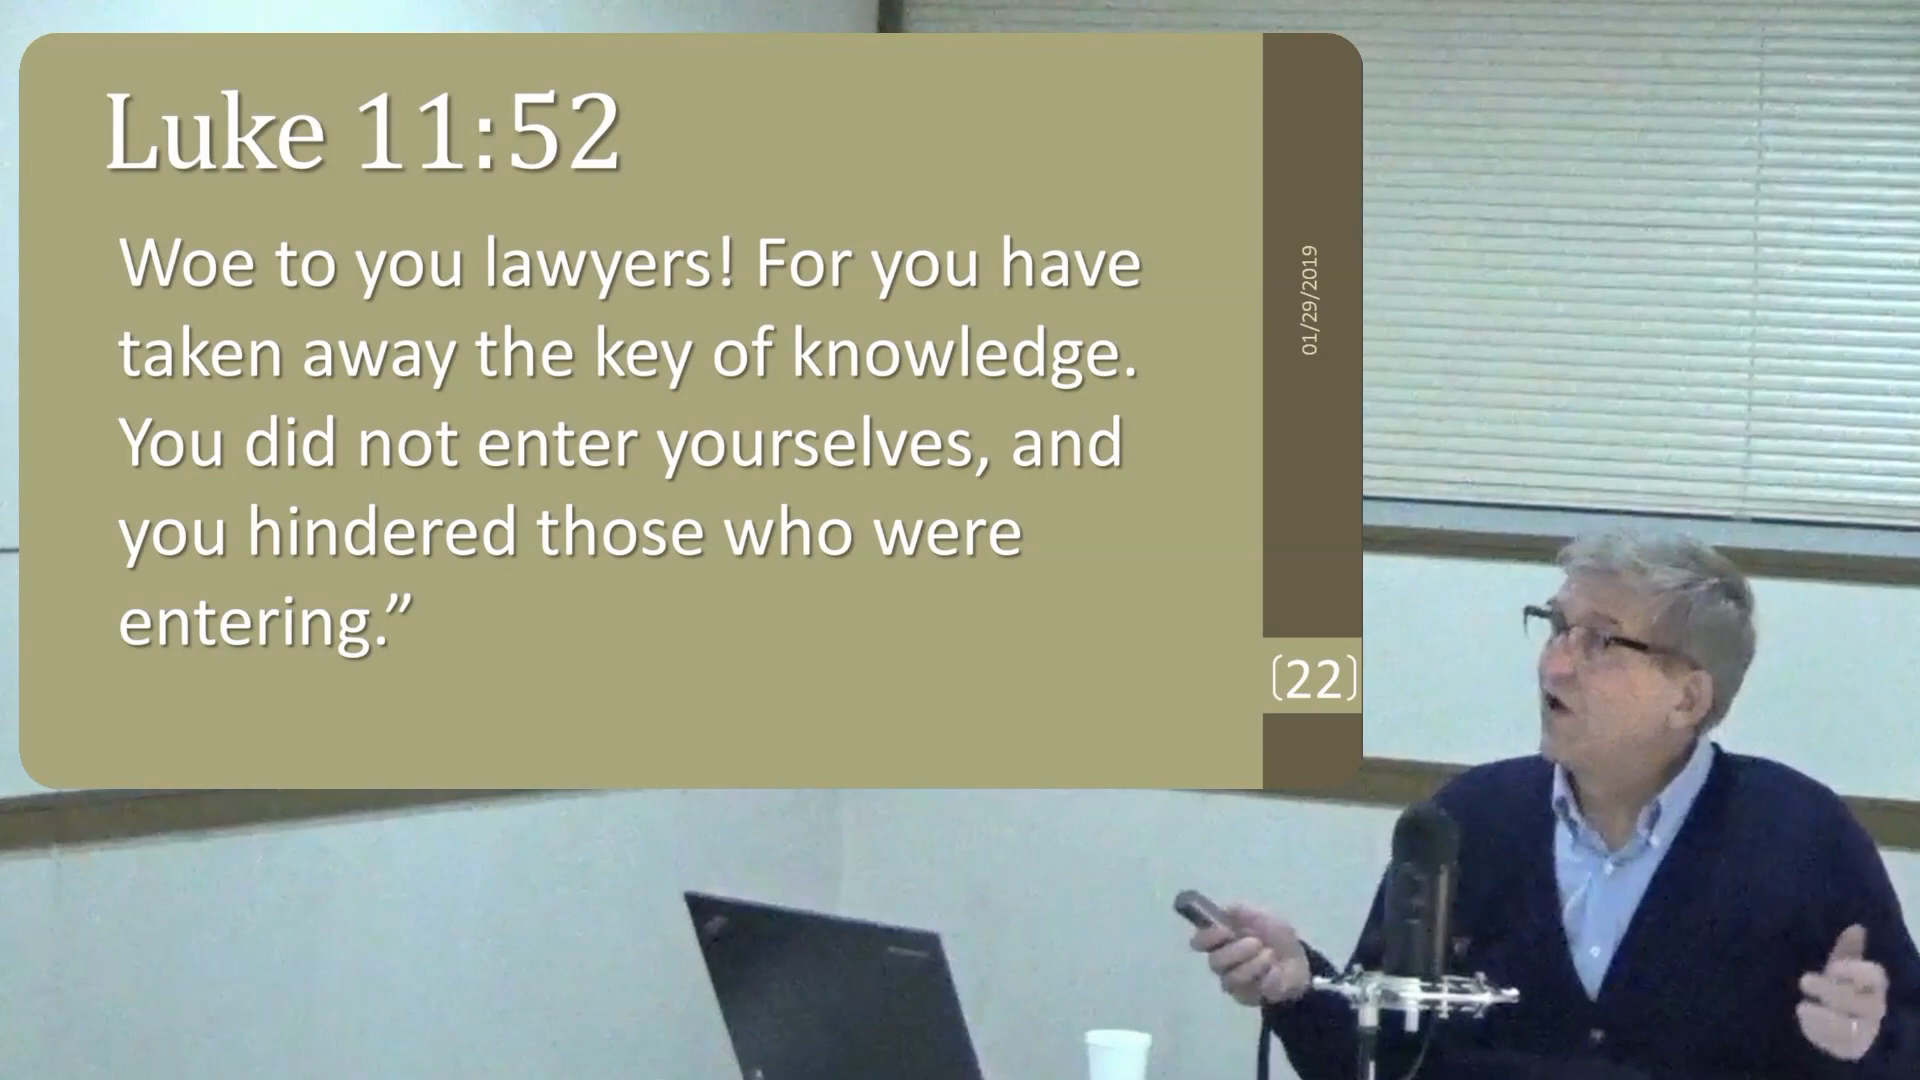 Luke 11:52
Woe to you lawyers! For you have
taken away the key of knowledge.
You did not enter yourselves, and
you hindered those who were
entering.”
01/29/2019
[22]